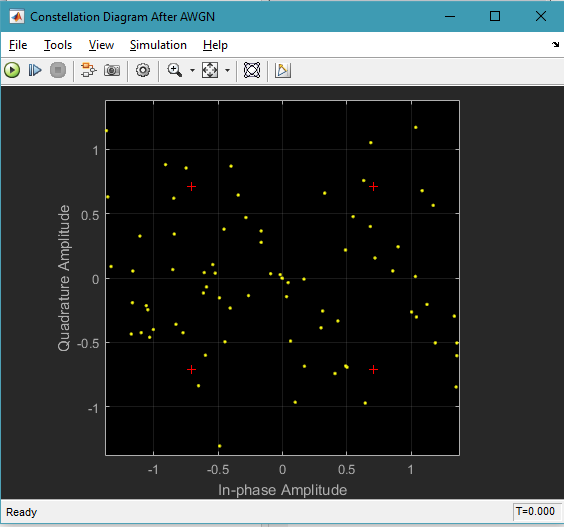 Constellation Diagram After AWGN
File Tools View Simulation
1
0.5
0
-0.5
-1
Quadrature Amplitude
-1 -0.5 0 0.5 1
In-phase Amplitude
Ready T=0.000